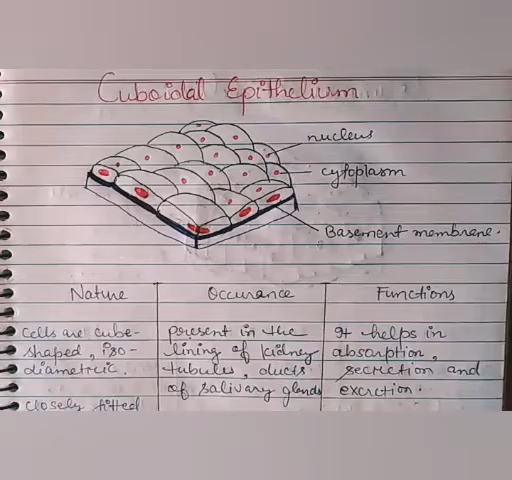 Cuboidal Epithelium...
nucleus
cytoplasm
Basement membrane.
Nature
Occurance
Functions
Cells are cube-
shaped, iso-
diametric.
closely fitted
present in the
lining of kidney
tubules, ducts
of salivary glands
It helps in
absorption,
secretion and
excretion.